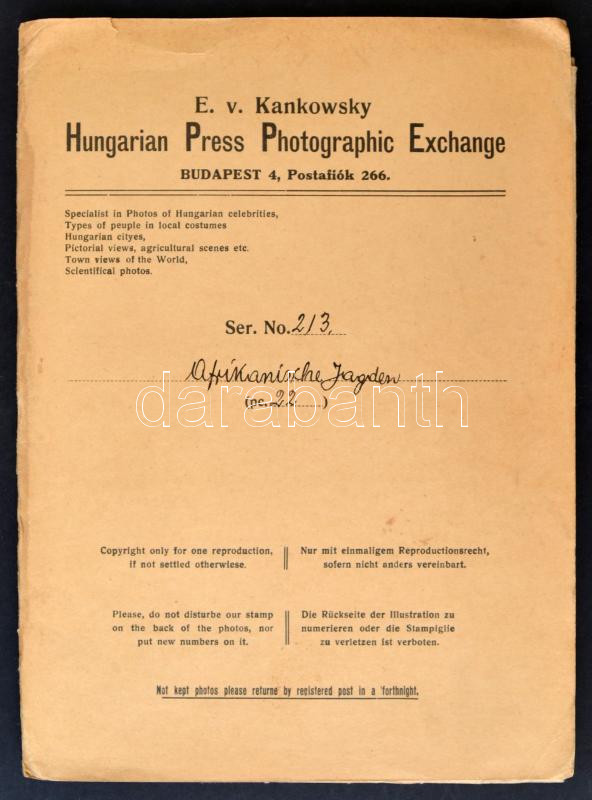 E. v. Kankowsky
Hungarian Press Photographic Exchange
BUDAPEST 4, Postafiók 266.
Specialist in Photos of Hungarian celebrities,
Types of peuple in local costumes
Hungarian cityes,
Pictorial views, agricultural scenes etc.
Town views of the World,
Scientifical photos.
Ser. No. 213.
Afrikanische Jagden
(pc. 22)
darabanth
Copyright only for one reproduction,
if not settled otherwiese.
Nur mit einmaligem Reproductionsrecht,
sofern nicht anders vereinbart.
Please, do not disturbe our stamp
on the back of the photos, nor
put new numbers on it.
Die Rückseite der Illustration zu
numerieren oder die Stampiglie
zu verletzen ist verboten.
Not kept photos please returne by registered post in a forthnight.